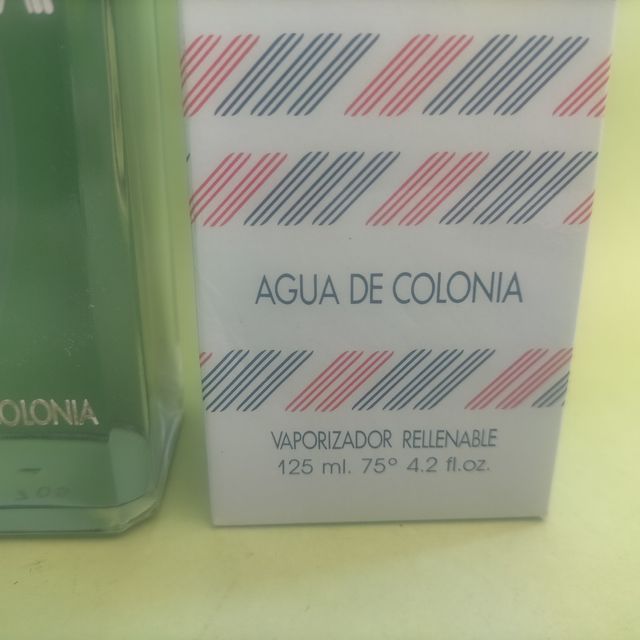 COLONIA
AGUA DE COLONIA
VAPORIZADOR RELLENABLE
125 ml. 75° 4.2 fl.oz.